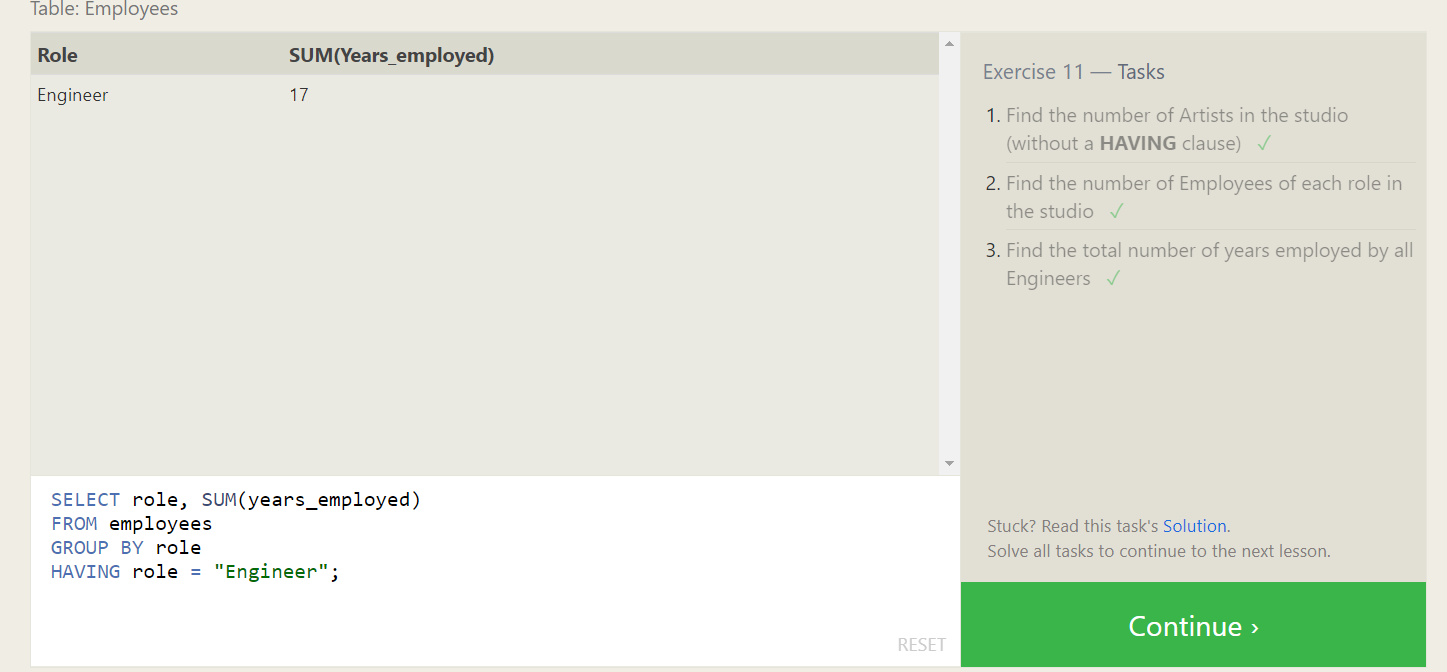 Table: Employees
Role SUM(Years_employed)
Engineer 17
SELECT role, SUM(years_employed)
FROM employees
GROUP BY role
HAVING role = "Engineer";
RESET
Exercise 11 — Tasks
1. Find the number of Artists in the studio
(without a HAVING clause) ✓
2. Find the number of Employees of each role in
the studio ✓
3. Find the total number of years employed by all
Engineers ✓
Stuck? Read this task's Solution.
Solve all tasks to continue to the next lesson.
Continue ›